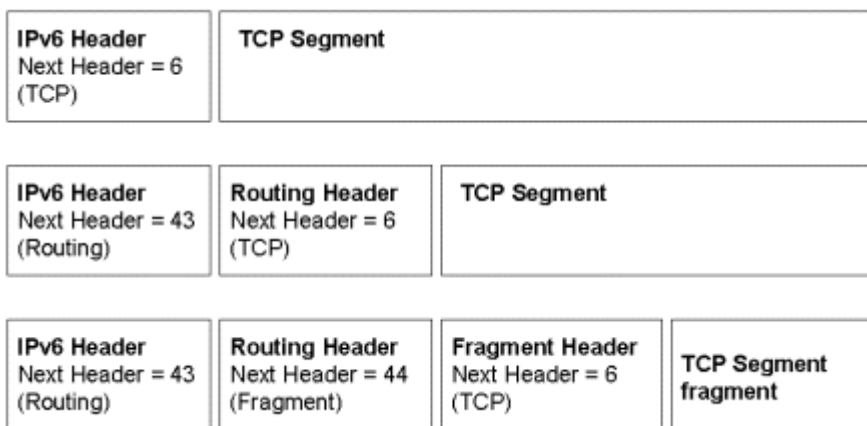 IPv6 Header
Next Header = 6
(TCP)
TCP Segment
IPv6 Header
Next Header = 43
(Routing)
Routing Header
Next Header = 6
(TCP)
TCP Segment
IPv6 Header
Next Header = 43
(Routing)
Routing Header
Next Header = 44
(Fragment)
Fragment Header
Next Header = 6
(TCP)
TCP Segment
fragment